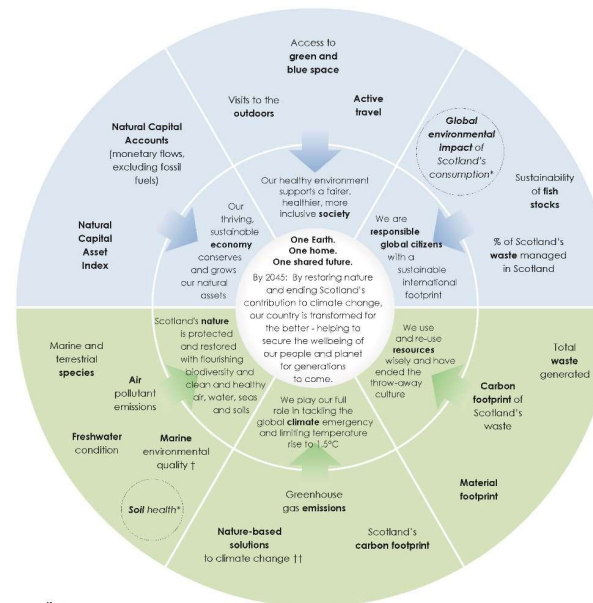 Access to
green and
blue space
Visits to the
outdoors
Active
travel
Our healthy environment
supports a fairer,
healthier, more
inclusive society
Global
environmental
impact of
Scotland's
consumption*
Sustainability
of fish
stocks
% of Scotland's
waste managed
in Scotland
We are
responsible
global citizens
with a
sustainable
international
footprint
Total
waste
generated
Carbon
footprint of
Scotland's
waste
Material
footprint
We use
and re-use
resources
wisely and have
ended the
throw-away
culture
Greenhouse
gas emissions
Nature-based
solutions
to climate change ††
Scotland's
carbon footprint
We play our full
role in tackling the
global climate emergency
and limiting temperature
rise to 1.5°C
Marine and
terrestrial
species
Air
pollutant
emissions
Freshwater
condition
Marine
environmental
quality †
Soil health*
Scotland's nature
is protected
and restored
with flourishing
biodiversity and
clean and healthy
air, water, seas
and soils
Natural Capital
Accounts
(monetary flows,
excluding fossil
fuels)
Natural
Capital
Asset
Index
Our
thriving,
sustainable
economy
conserves
and grows
our natural
assets
One Earth.
One home.
One shared future.
By 2045: By restoring nature
and ending Scotland's
contribution to climate change,
our country is transformed for
the better - helping to
secure the wellbeing of
our people and planet
for generations
to come.